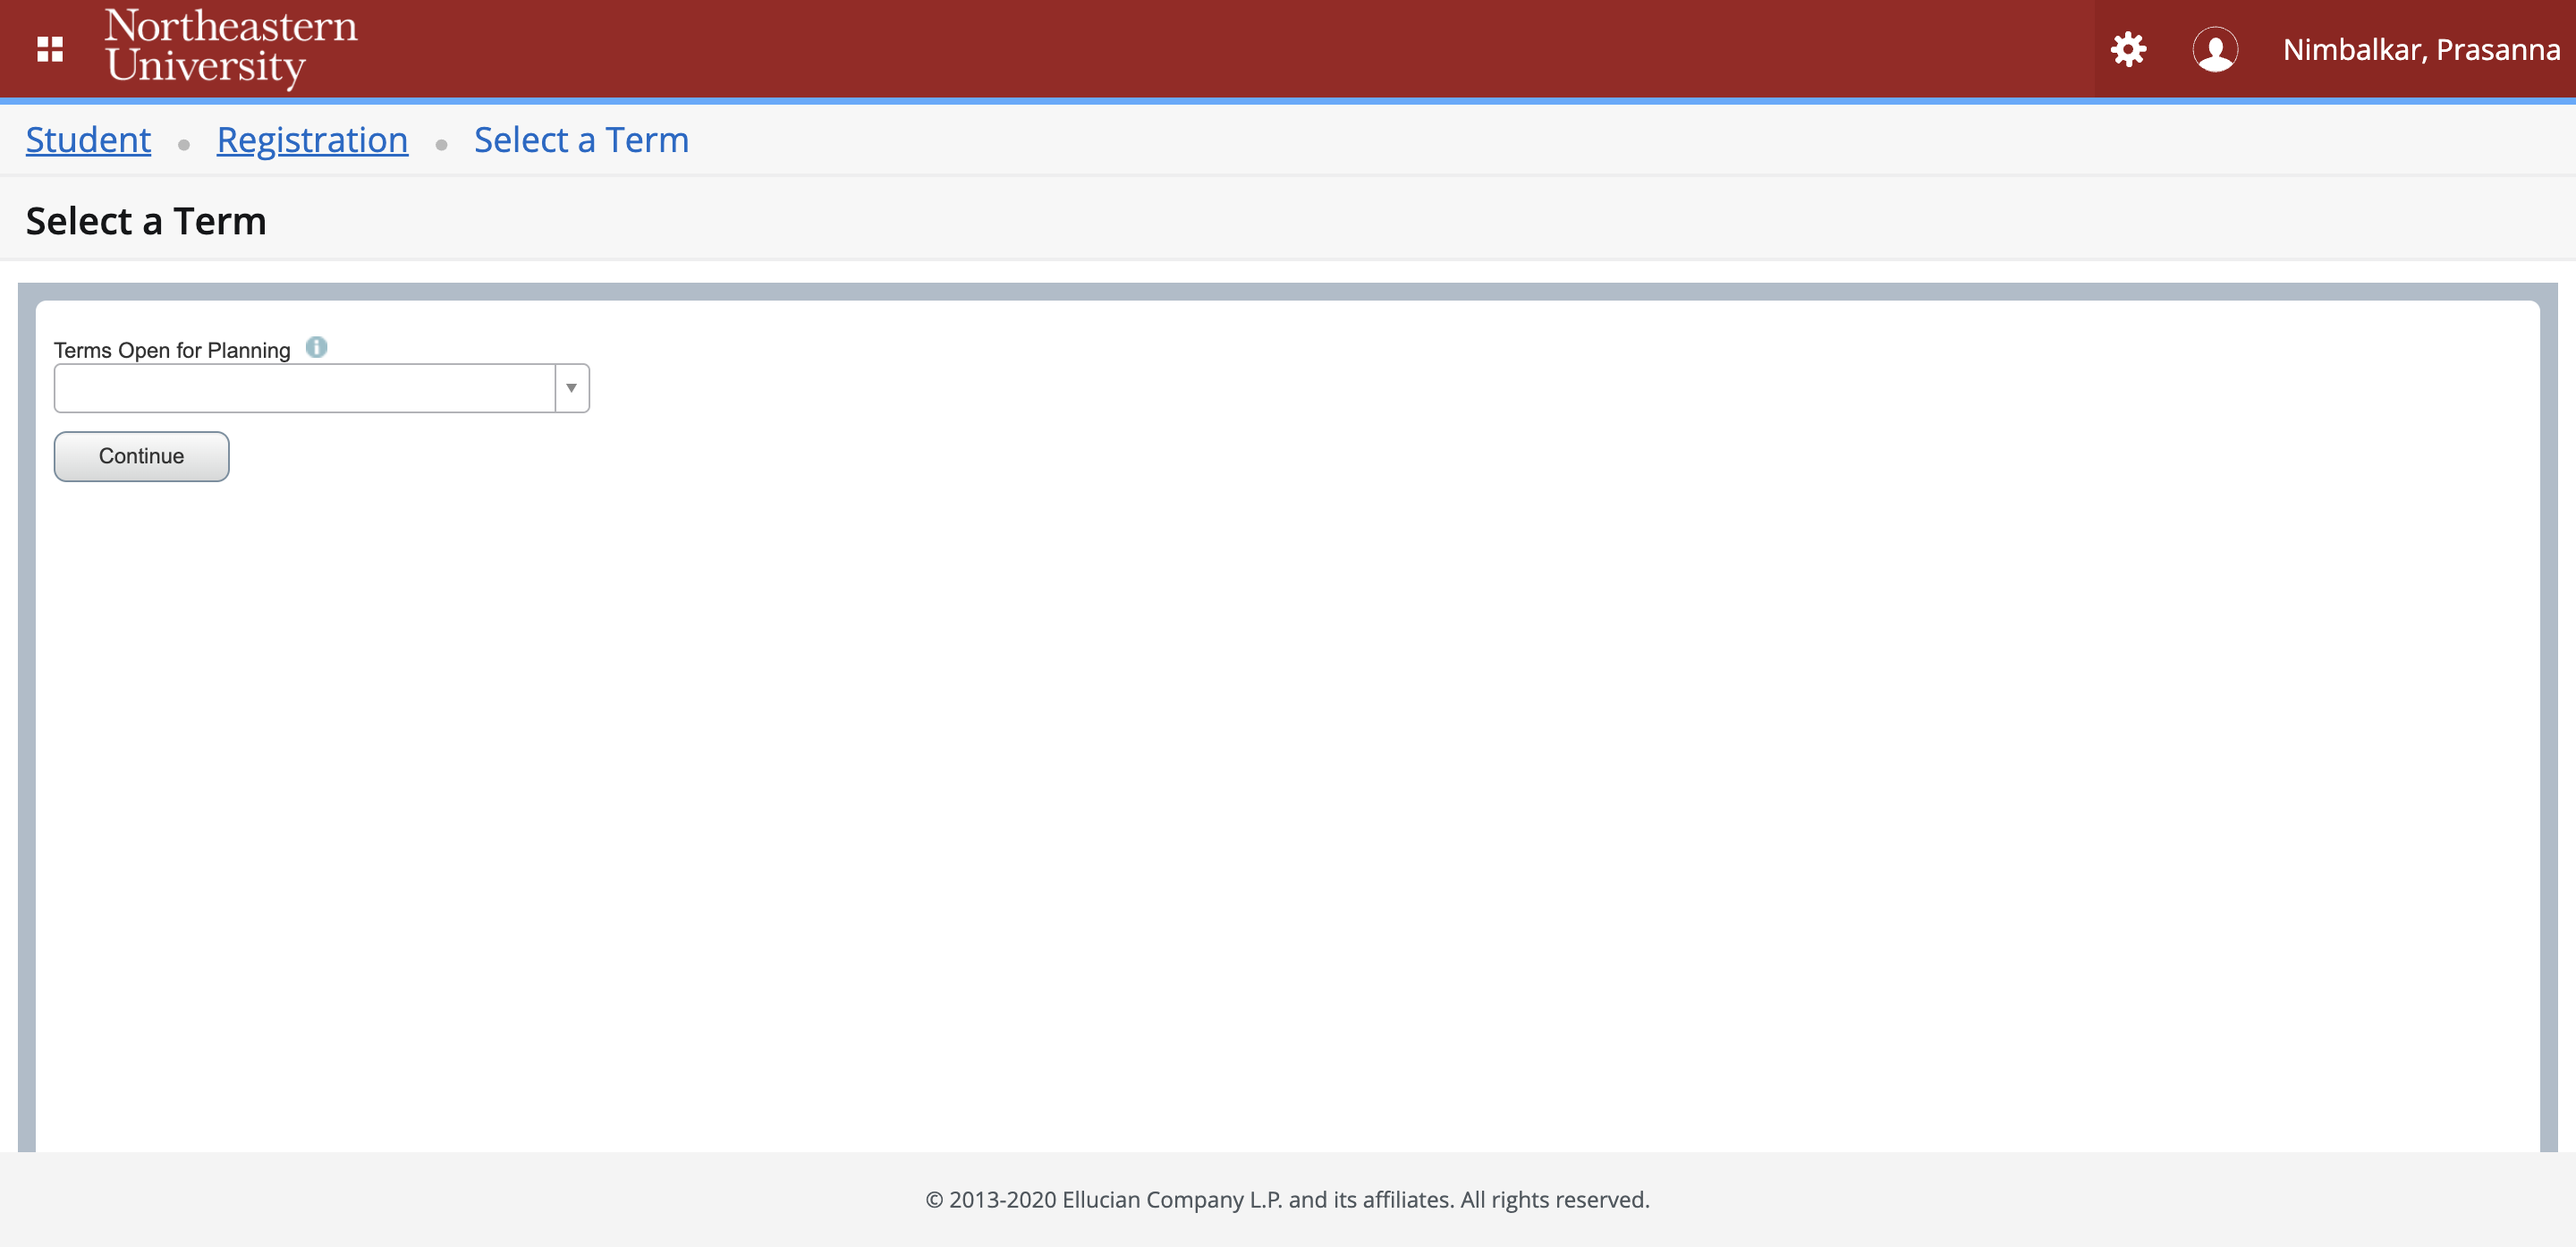 Northeastern
University
Nimbalkar, Prasanna
Student
Registration
Select a Term
Select a Term
Terms Open for Planning
Continue
© 2013-2020 Ellucian Company L.P. and its affiliates. All rights reserved.